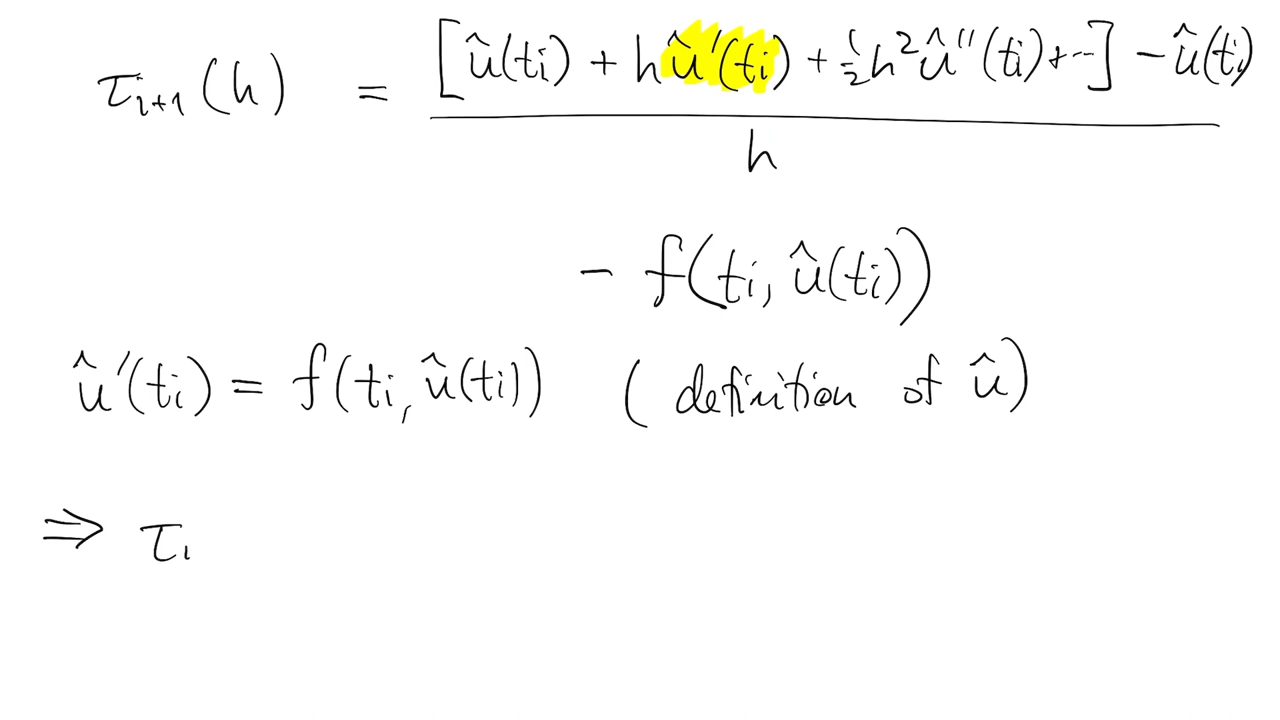 τᵢ₊₁(h) = [û(tᵢ) + hû'(tᵢ) + ½h²û''(tᵢ) + ···] − û(tᵢ)
h
− f(tᵢ, û(tᵢ))
û'(tᵢ) = f(tᵢ, û(tᵢ)) (definition of û)
⇒ τᵢ